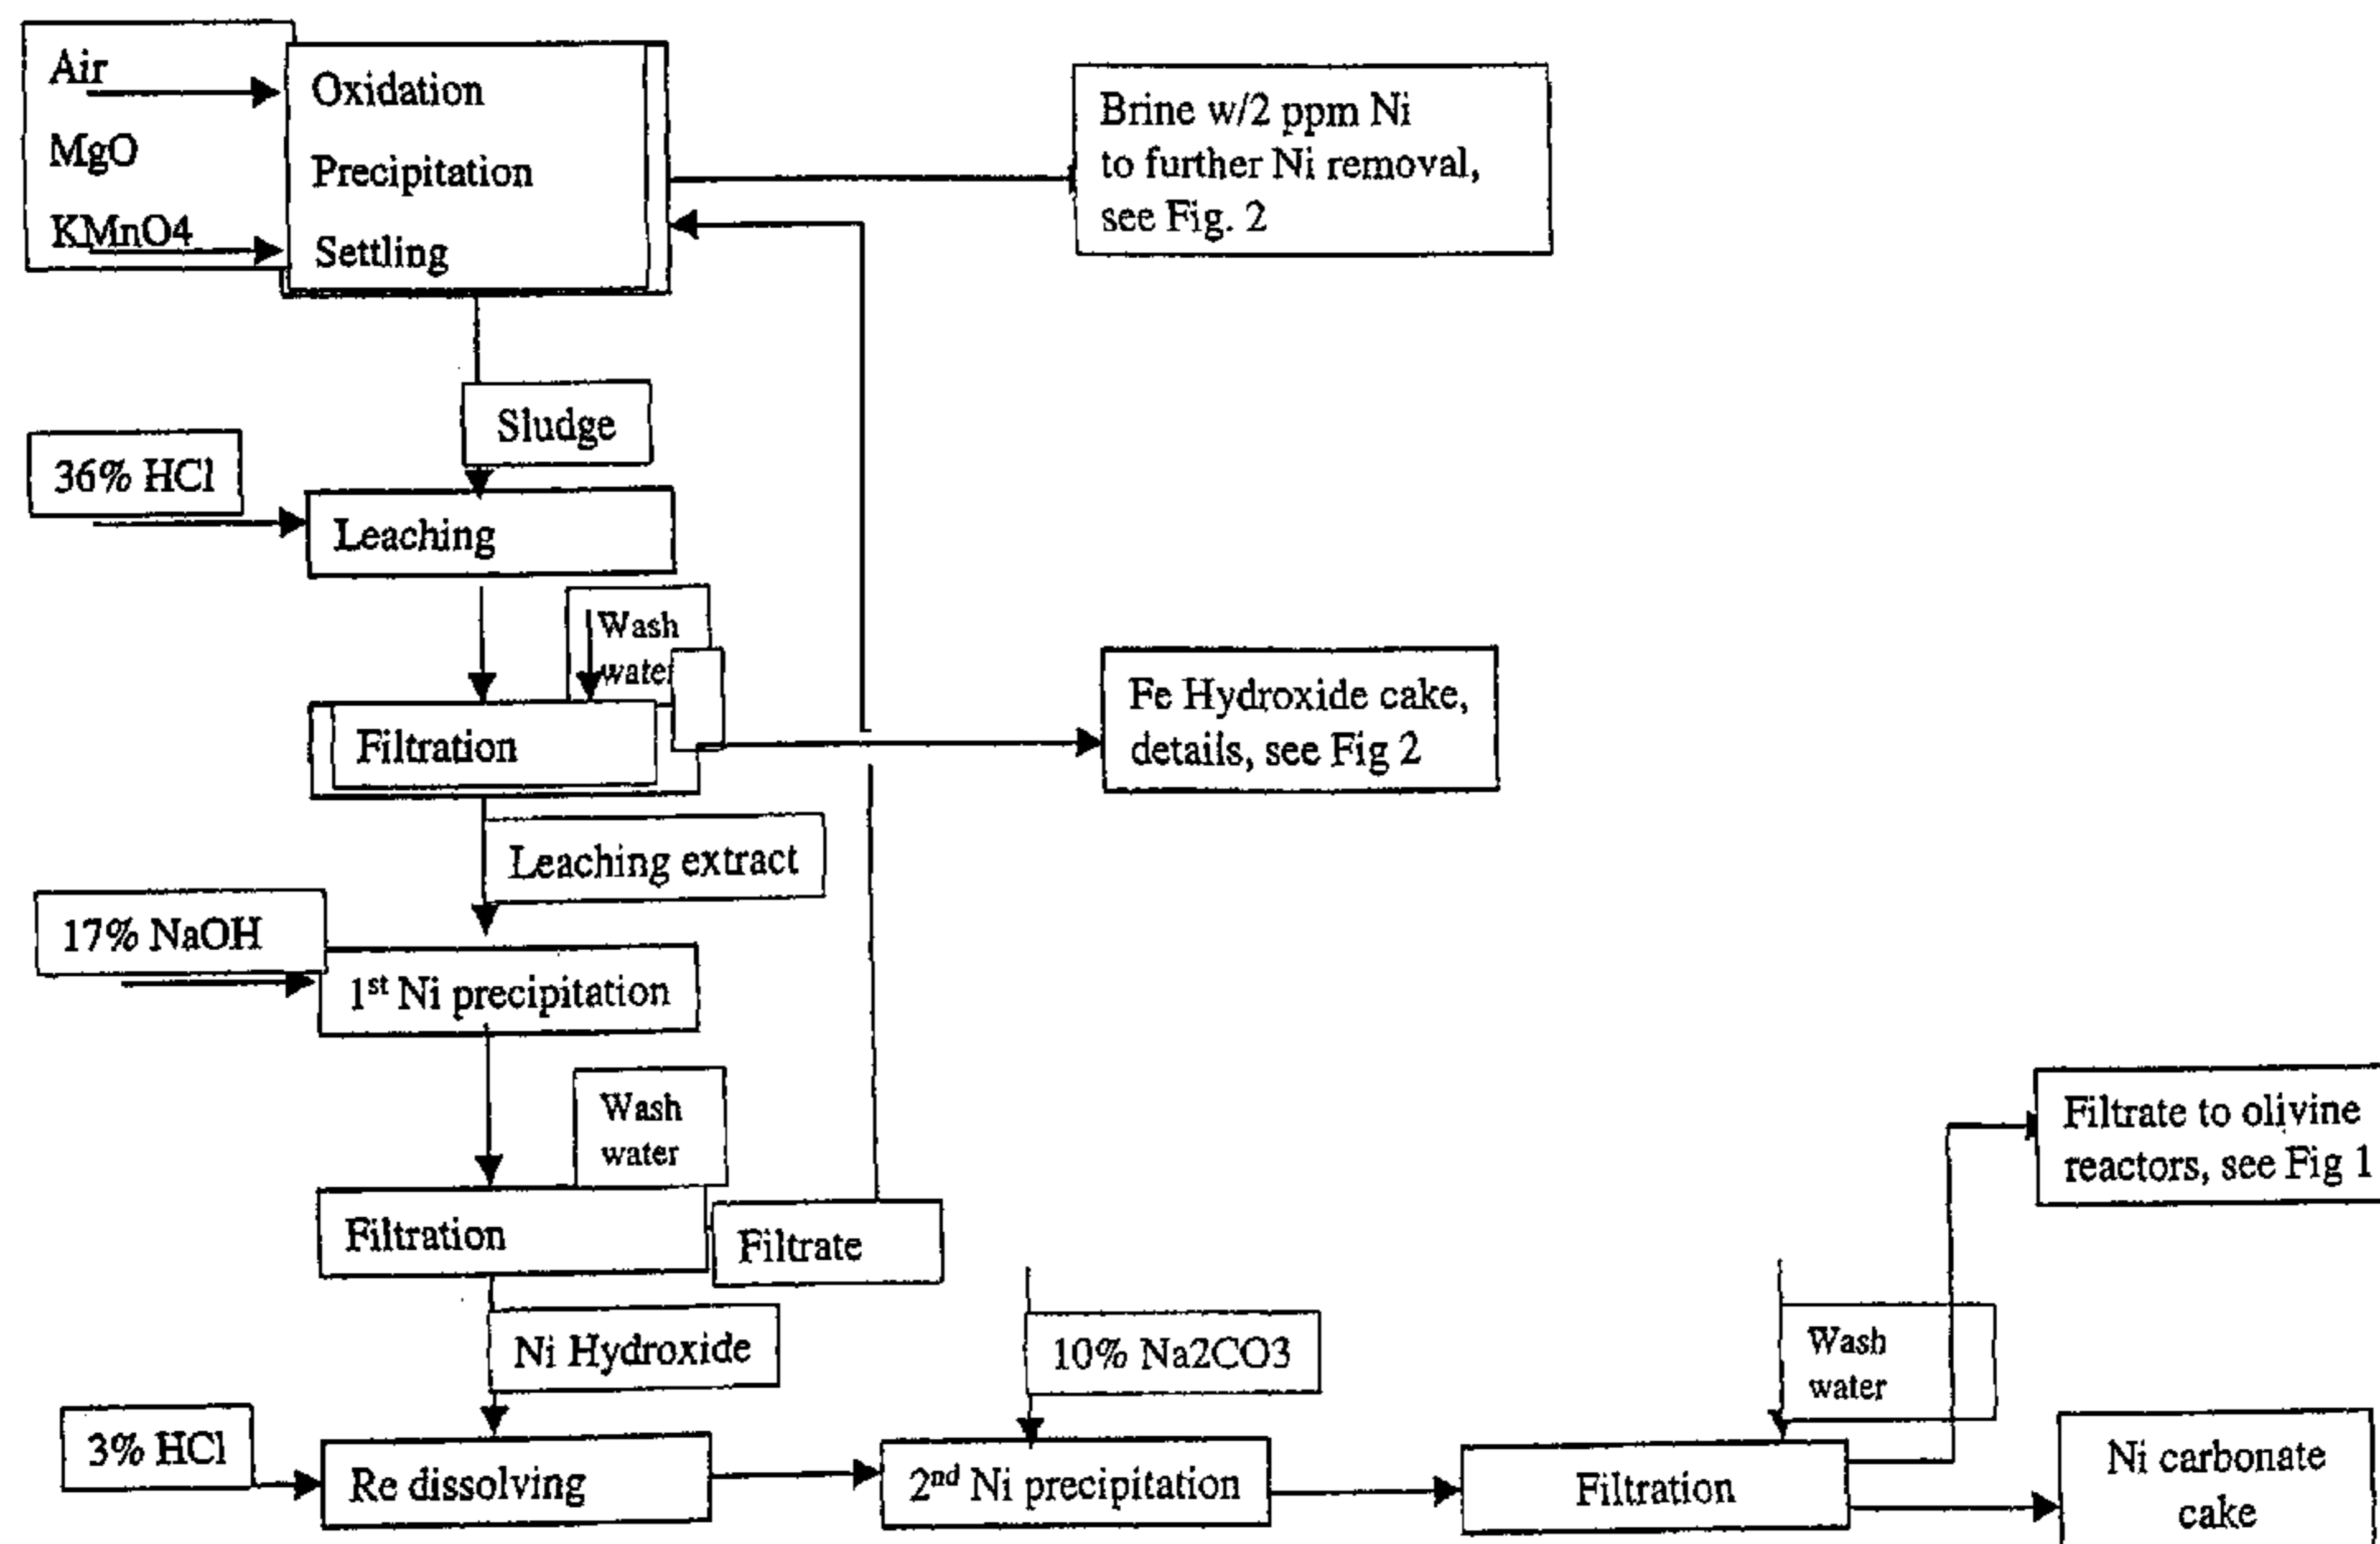 Air
MgO
KMnO4
Oxidation
Precipitation
Settling
Brine w/2 ppm Ni
to further Ni removal,
see Fig. 2
Sludge
36% HCl
Leaching
Wash
water
Filtration
Fe Hydroxide cake,
details, see Fig 2
Leaching extract
17% NaOH
1st Ni precipitation
Wash
water
Filtration
Filtrate
Ni Hydroxide
3% HCl
Re dissolving
10% Na2CO3
2nd Ni precipitation
Wash
water
Filtration
Filtrate to olivine
reactors, see Fig 1
Ni carbonate
cake